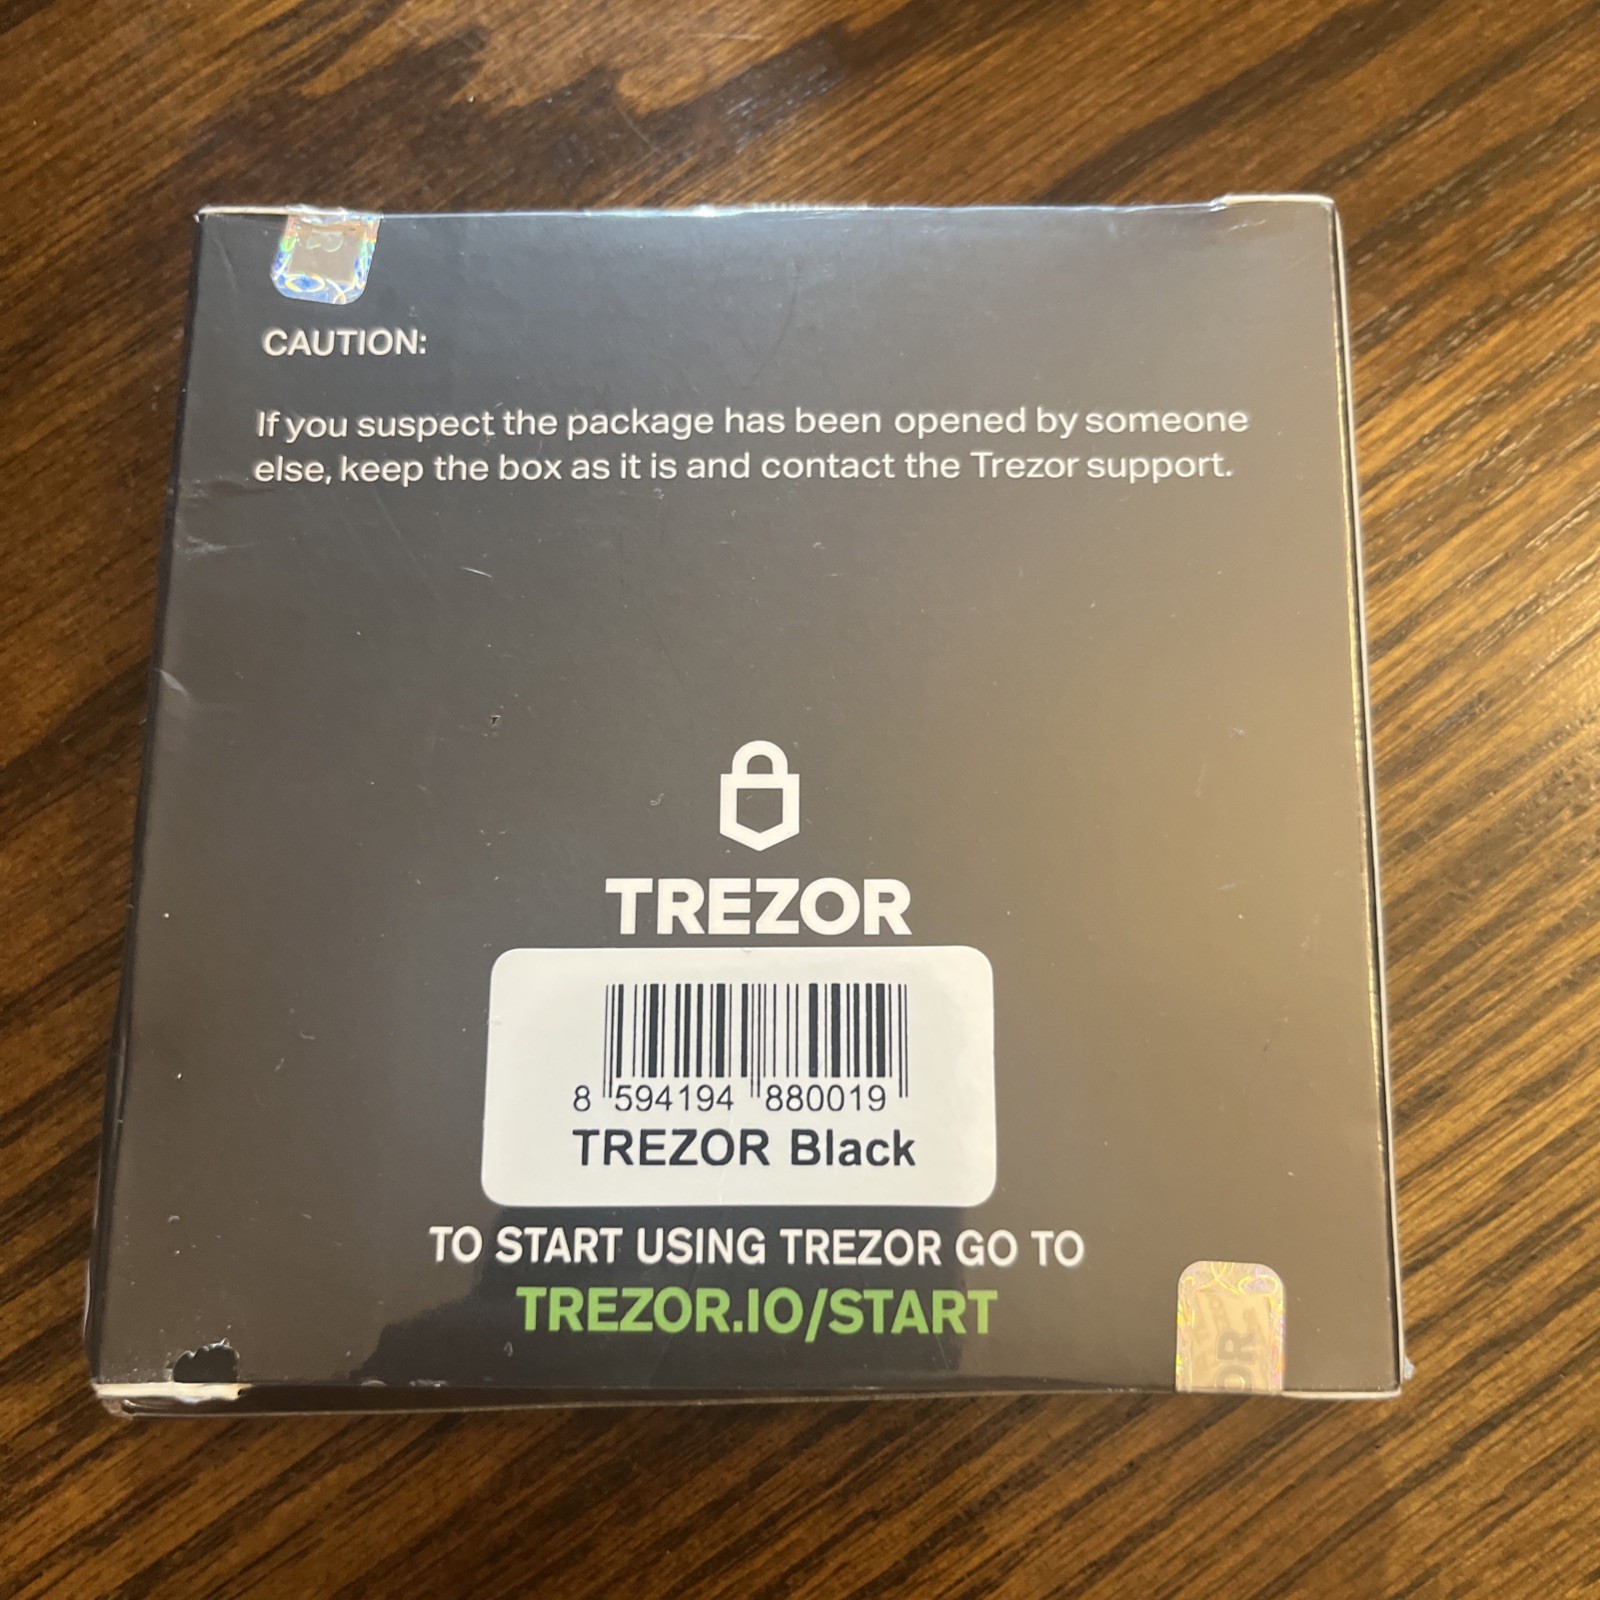 CAUTION:
If you suspect the package has been opened by someone
else, keep the box as it is and contact the Trezor support.
TREZOR
8 594194 880019
TREZOR Black
TO START USING TREZOR GO TO
TREZOR.IO/START
OR